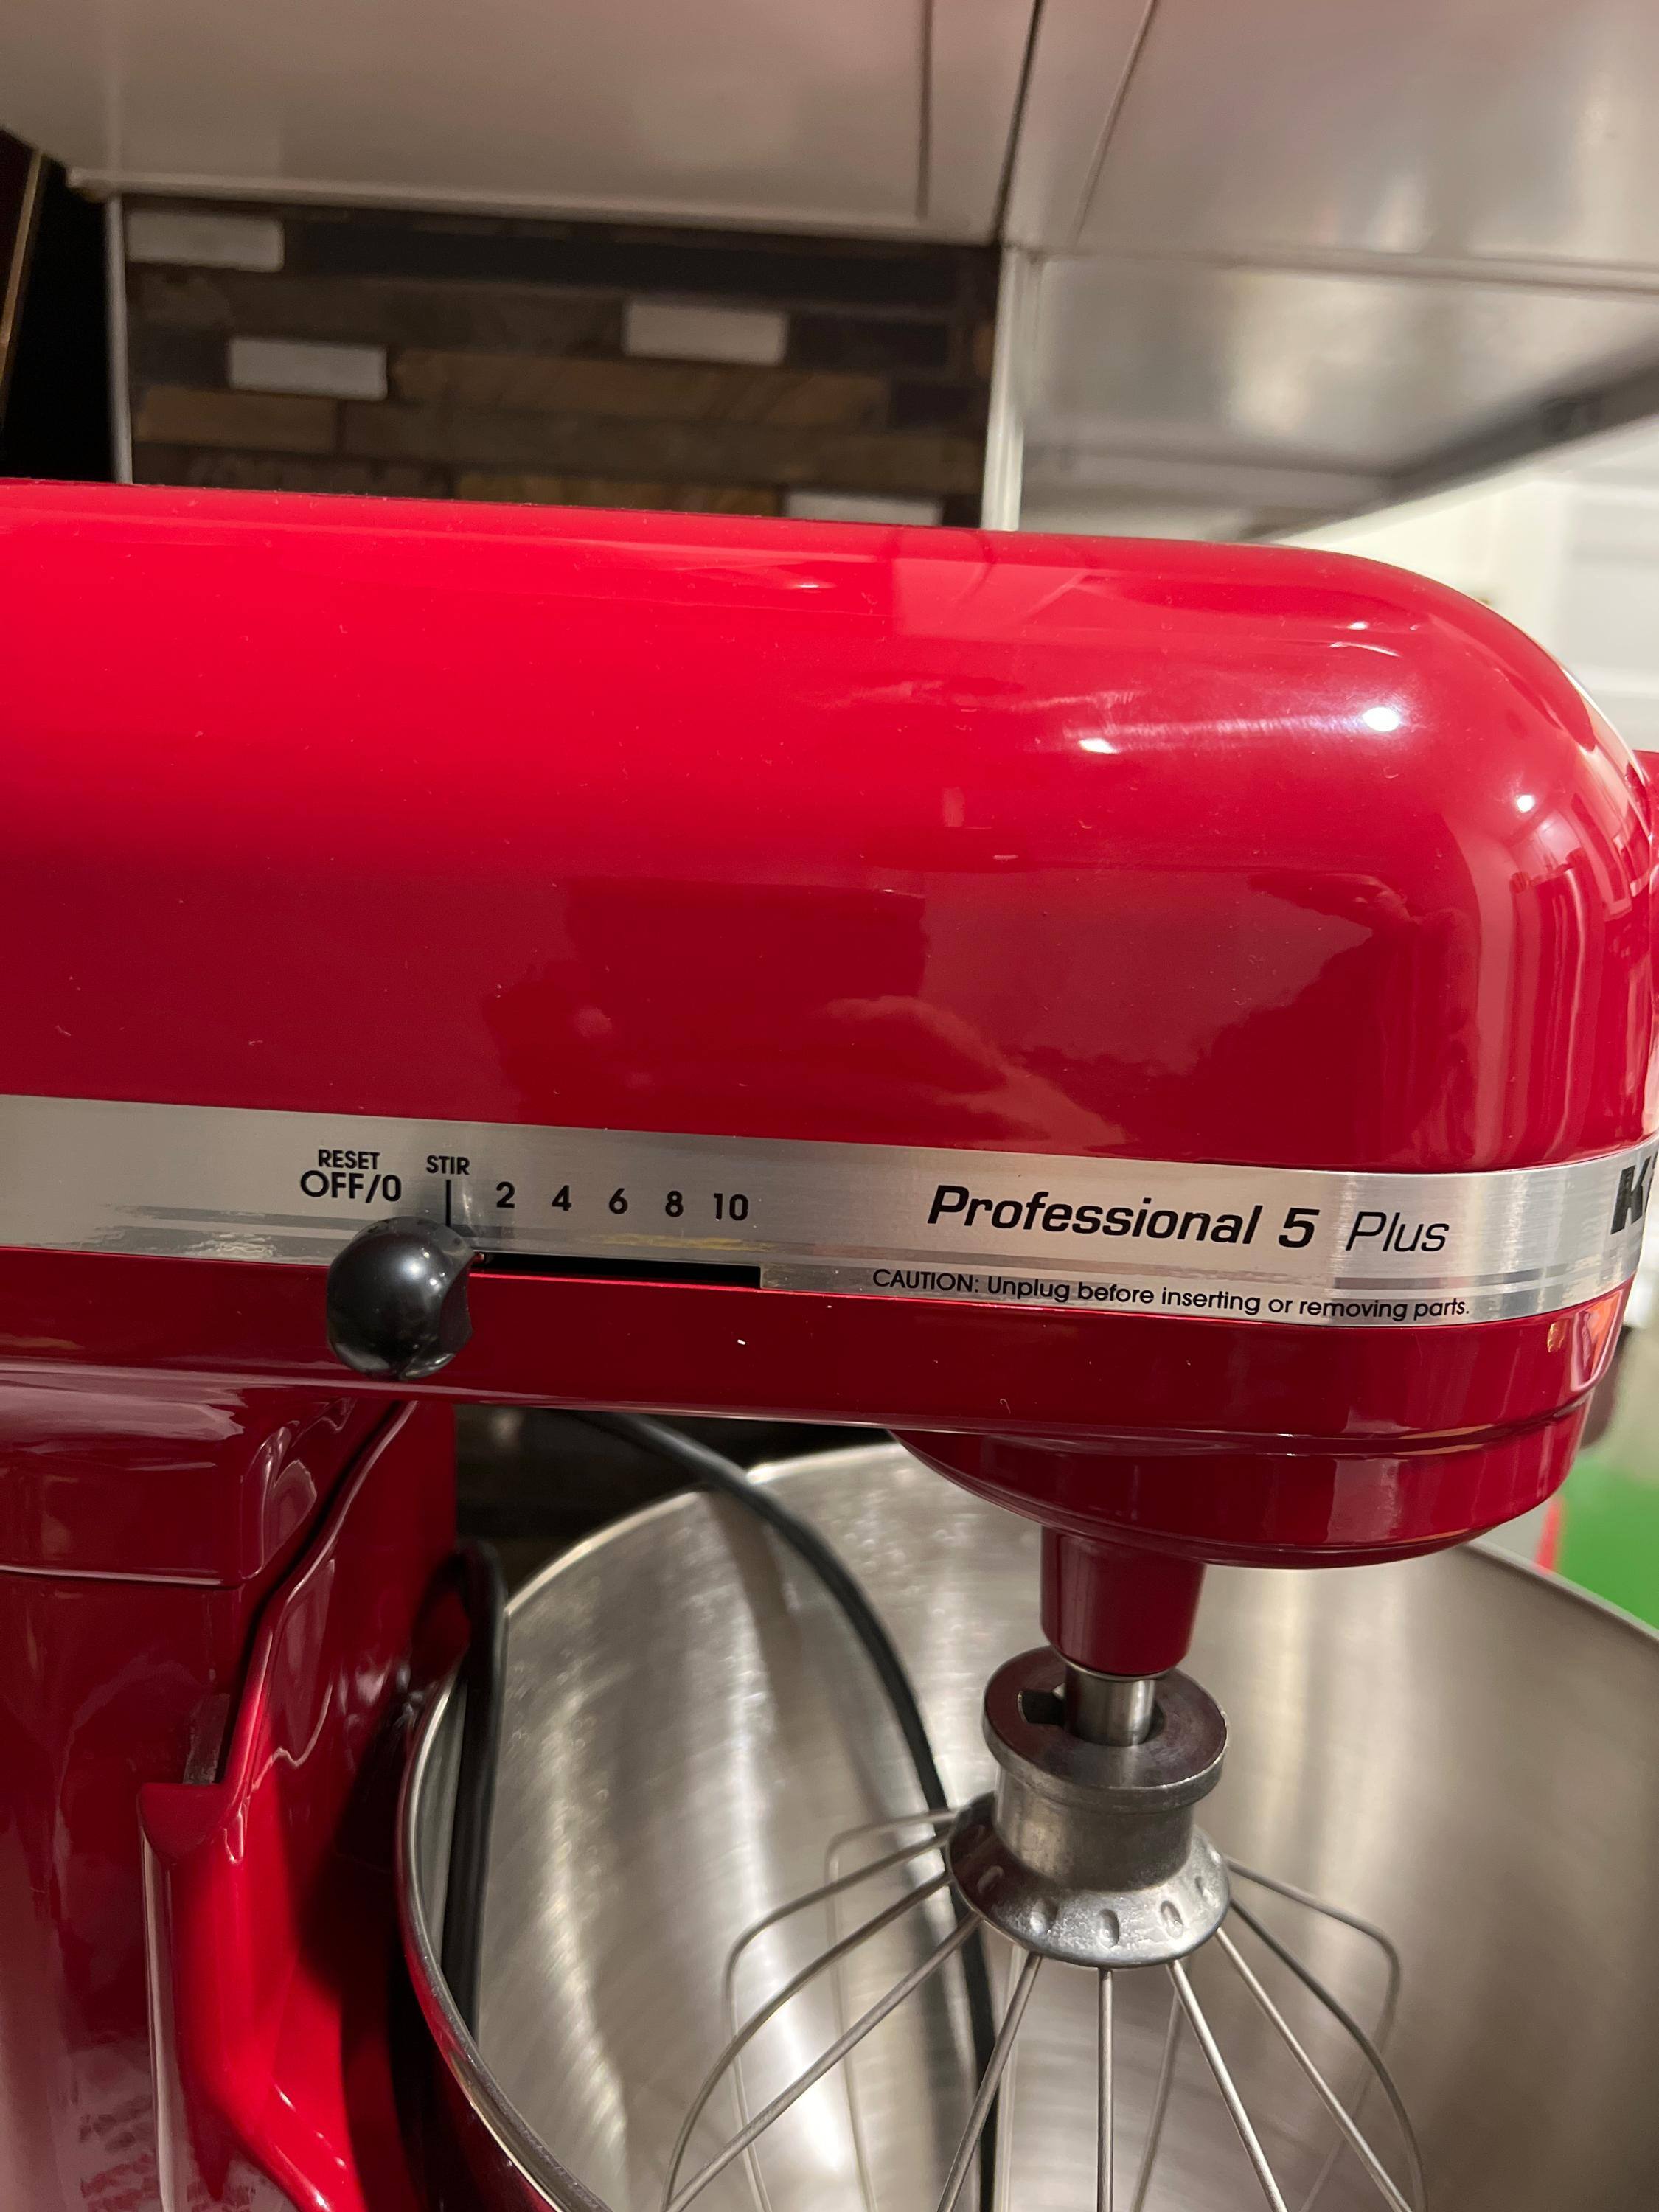 RESET STIR
OFF/0 2 4 6 8 10
Professional 5 Plus
CAUTION: Unplug before inserting or removing parts.